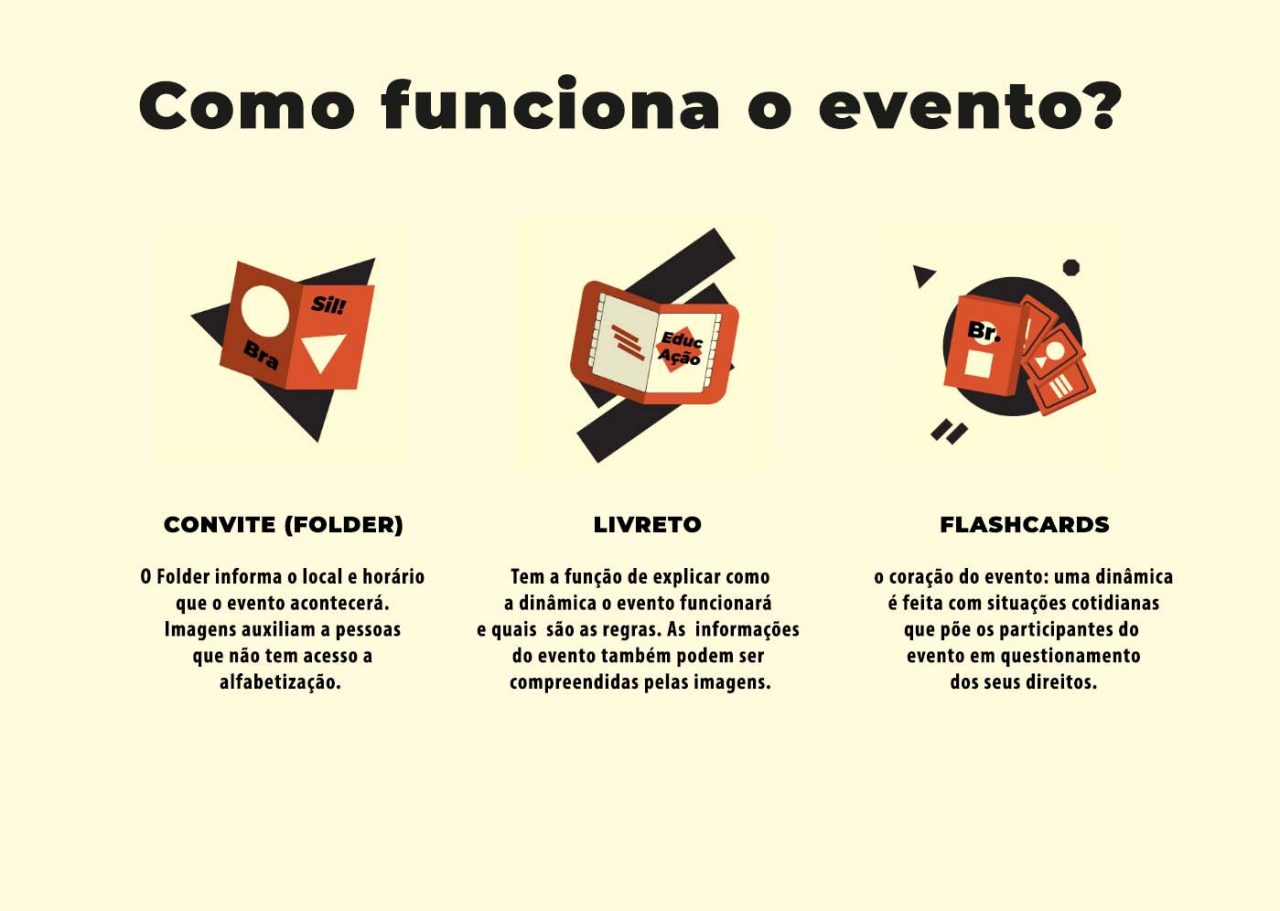 Como funciona o evento?
Sil!
Bra
Educ
Ação
Br.
CONVITE (FOLDER)
O Folder informa o local e horário
que o evento acontecerá.
Imagens auxiliam a pessoas
que não tem acesso a
alfabetização.
LIVRETO
Tem a função de explicar como
a dinâmica o evento funcionará
e quais são as regras. As informações
do evento também podem ser
compreendidas pelas imagens.
FLASHCARDS
o coração do evento: uma dinâmica
é feita com situações cotidianas
que põe os participantes do
evento em questionamento
dos seus direitos.